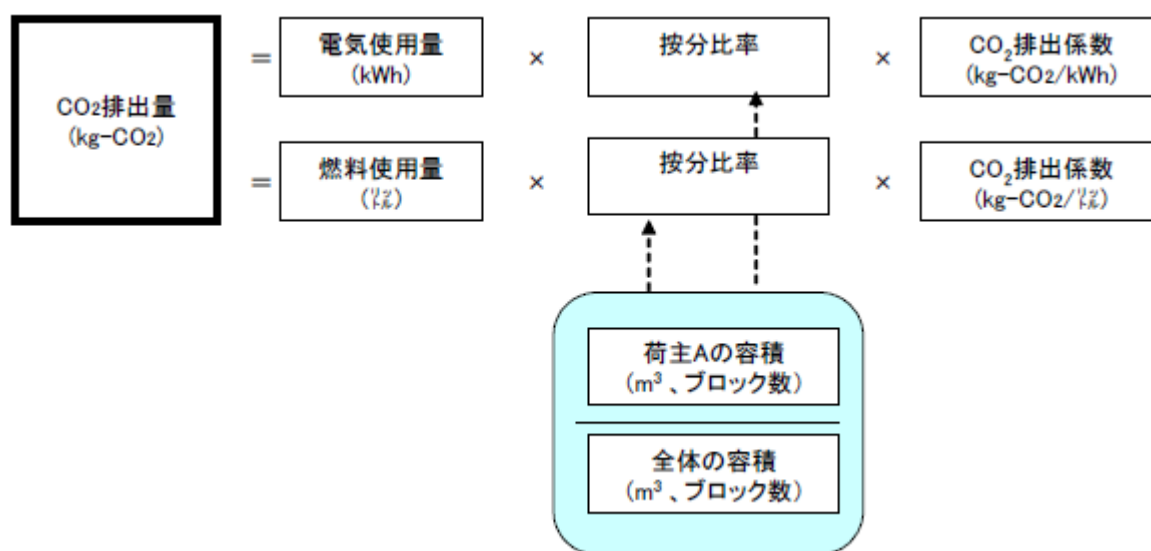 CO2排出量
(kg-CO2)
=
電気使用量
(kWh)
×
按分比率
×
CO₂排出係数
(kg-CO2/kWh)
=
燃料使用量
(㍑)
×
按分比率
×
CO₂排出係数
(kg-CO2/㍑)
荷主Aの容積
(m³、ブロック数)
全体の容積
(m³、ブロック数)